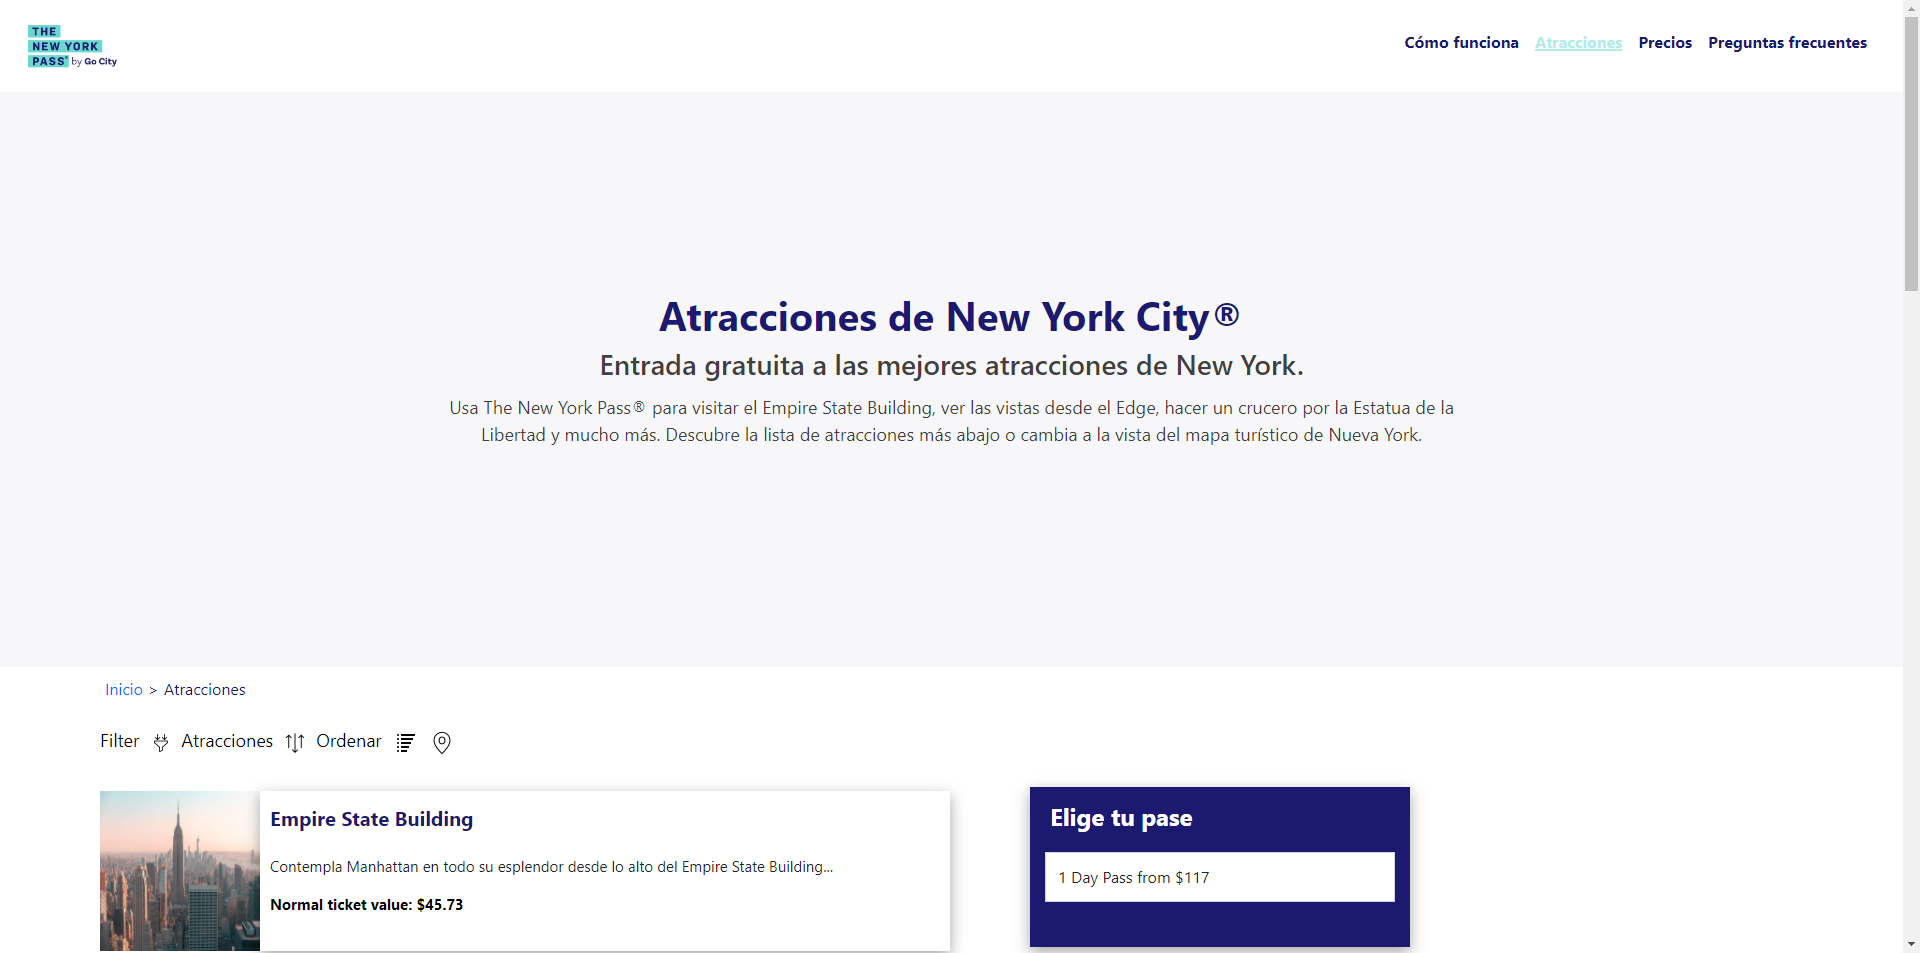 THE
NEW YORK
PASS® by Go City
Cómo funciona Atracciones Precios Preguntas frecuentes
Atracciones de New York City®
Entrada gratuita a las mejores atracciones de New York.
Usa The New York Pass® para visitar el Empire State Building, ver las vistas desde el Edge, hacer un crucero por la Estatua de la
Libertad y mucho más. Descubre la lista de atracciones más abajo o cambia a la vista del mapa turístico de Nueva York.
Inicio > Atracciones
Filter Atracciones Ordenar
Empire State Building
Contempla Manhattan en todo su esplendor desde lo alto del Empire State Building...
Normal ticket value: $45.73
Elige tu pase
1 Day Pass from $117